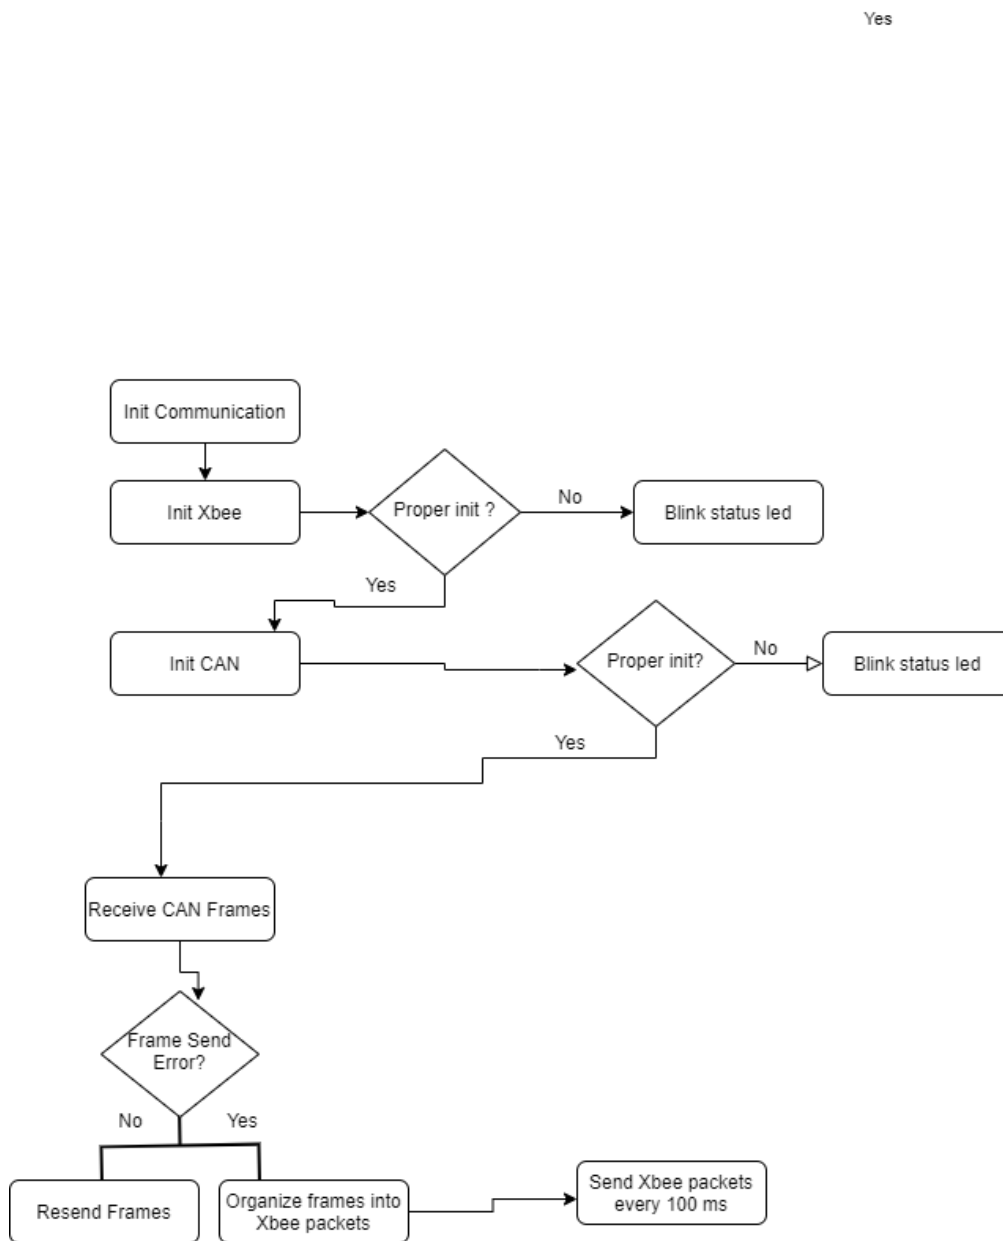 Yes
Init Communication
Init Xbee
Proper init ?
No
Blink status led
Yes
Init CAN
Proper init?
No
Blink status led
Yes
Receive CAN Frames
Frame Send
Error?
No
Yes
Resend Frames
Organize frames into
Xbee packets
Send Xbee packets
every 100 ms